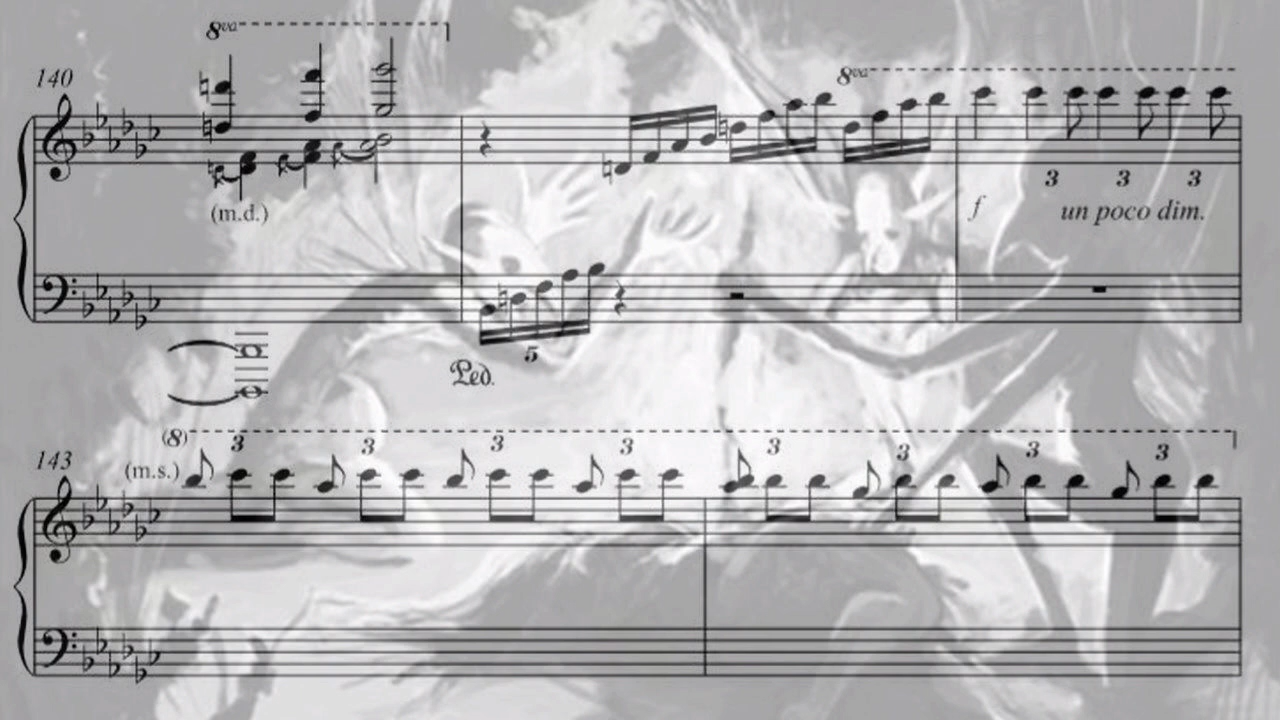 8va
140
(m.d.)
8va
3 3 3
f un poco dim.
5
Ped.
(8) 3 3 3 3 3 3 3 3
143
(m.s.)